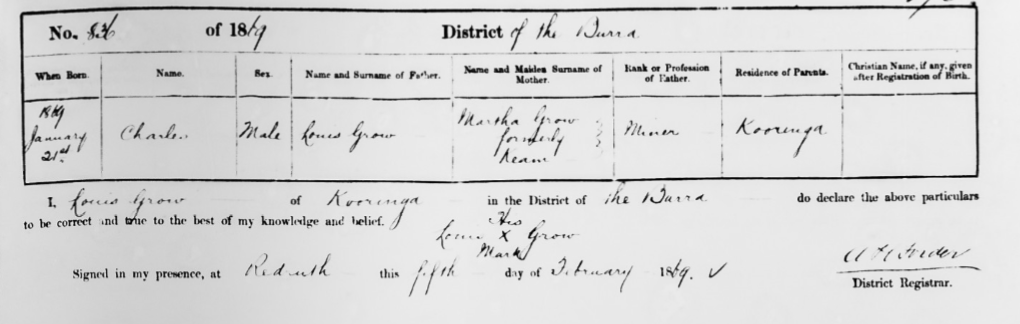 No. 836 of 1869 District of the Burra
When Born. Name. Sex. Name and Surname of Father. Name and Maiden Surname of Mother. Rank or Profession of Father. Residence of Parents. Christian Name, if any, given after Registration of Birth.
1869 January 21st Charles Male Louis Grow Martha Grow formerly Ream Miner Kooringa
I, Louis Grow of Kooringa in the District of the Burra do declare the above particulars
to be correct and true to the best of my knowledge and belief.
His
Louis X Grow
Mark
Signed in my presence, at Redruth this fifth day of February 1869.
District Registrar.